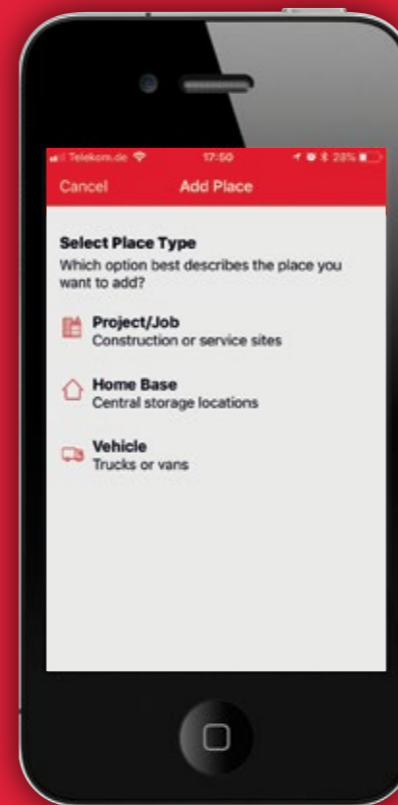 Telekom.de 17:50 28%
Cancel Add Place
Select Place Type
Which option best describes the place you
want to add?
Project/Job
Construction or service sites
Home Base
Central storage locations
Vehicle
Trucks or vans